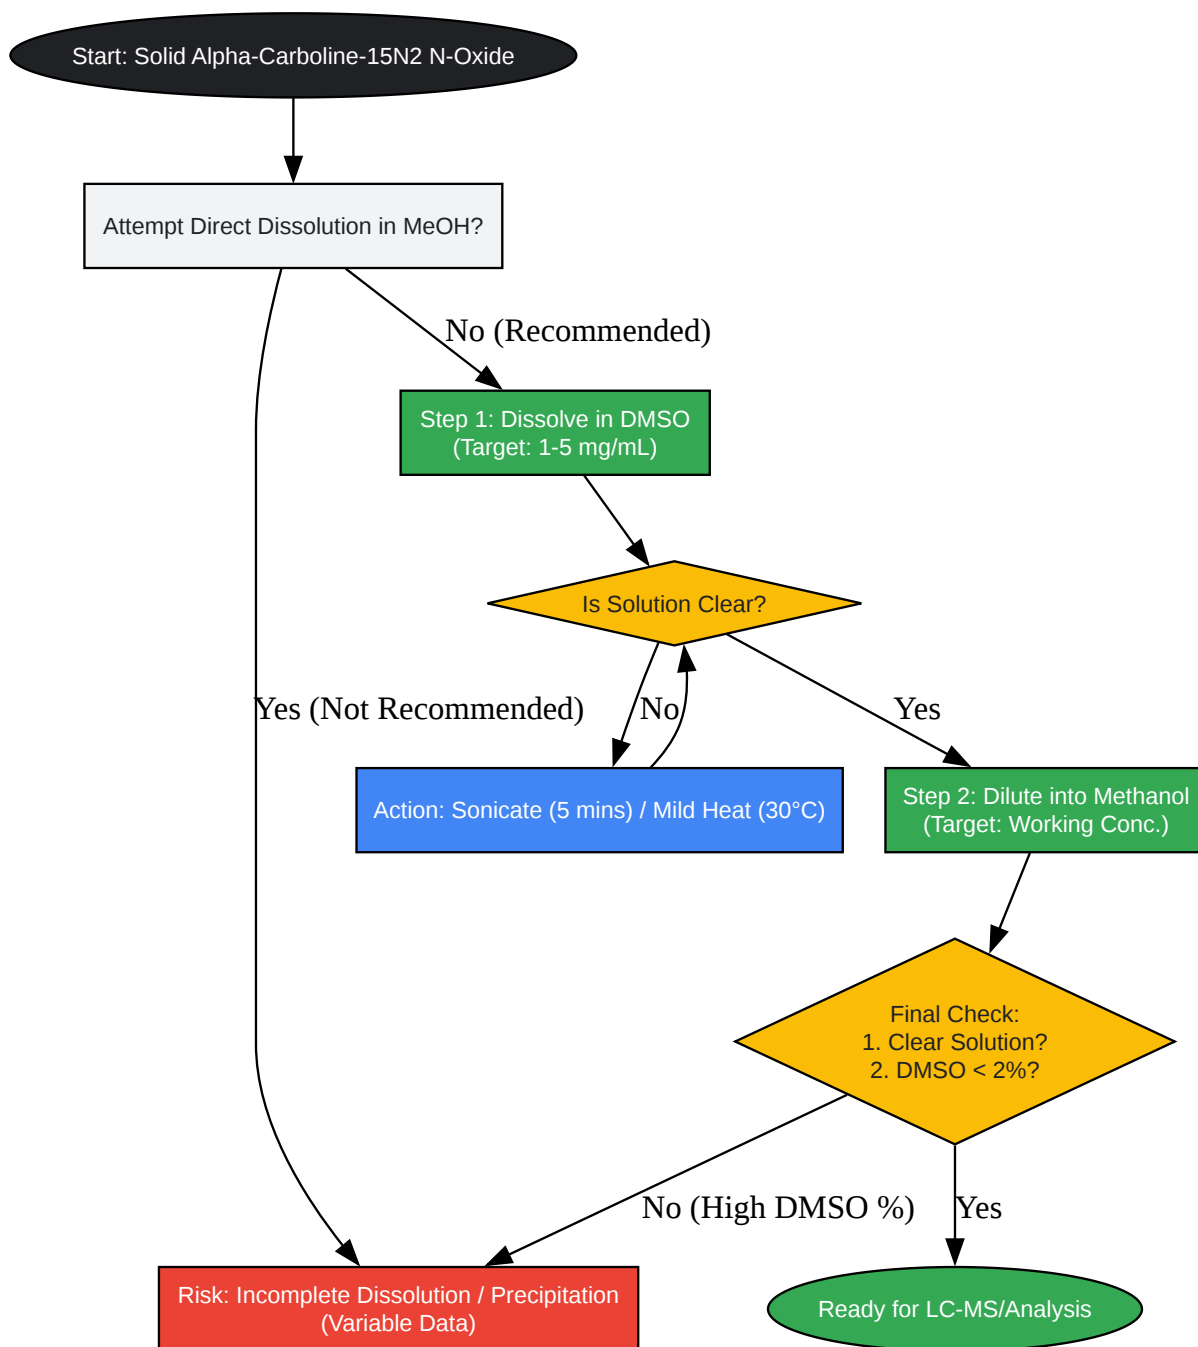 Start: Solid Alpha-Carboline-15N2 N-Oxide
Attempt Direct Dissolution in MeOH?
No (Recommended)
Step 1: Dissolve in DMSO
(Target: 1-5 mg/mL)
Is Solution Clear?
Yes (Not Recommended)
No
Yes
Action: Sonicate (5 mins) / Mild Heat (30°C)
Step 2: Dilute into Methanol
(Target: Working Conc.)
Final Check:
1. Clear Solution?
2. DMSO < 2%?
No (High DMSO %)
Yes
Risk: Incomplete Dissolution / Precipitation
(Variable Data)
Ready for LC-MS/Analysis